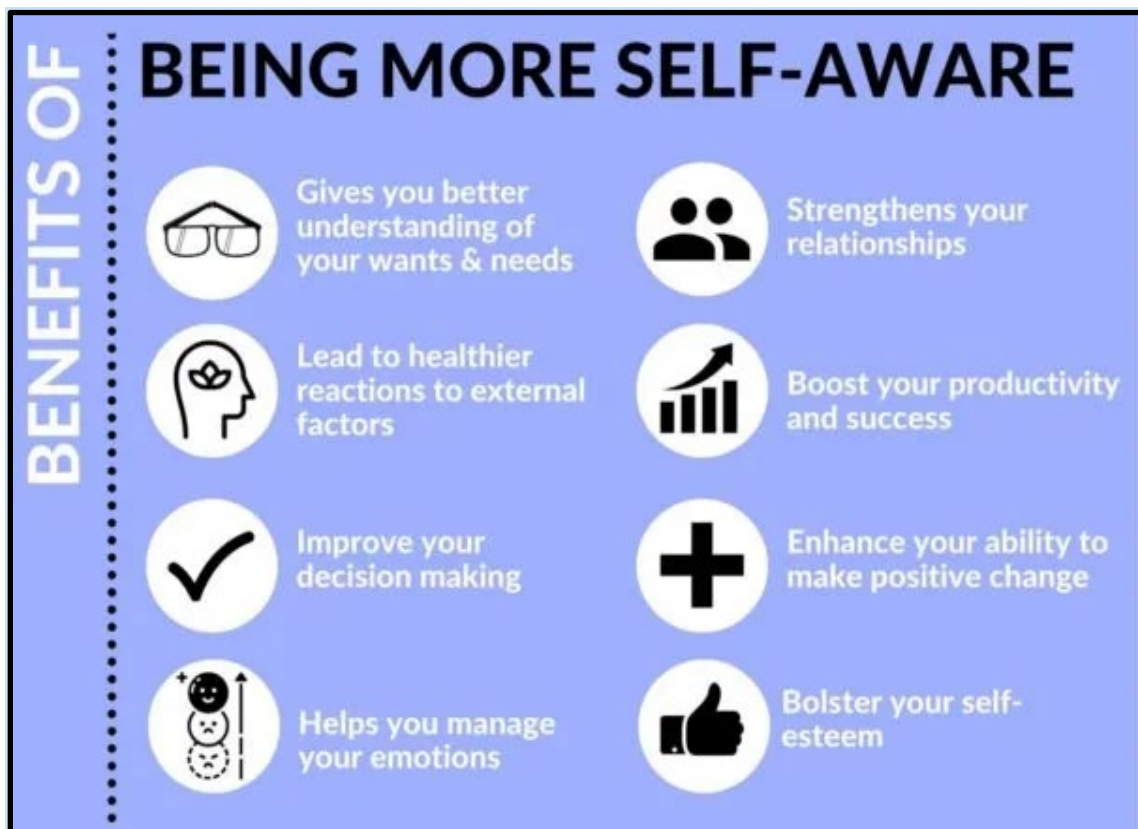 BENEFITS OF
BEING MORE SELF-AWARE
Gives you better
understanding of
your wants & needs
Lead to healthier
reactions to external
factors
Improve your
decision making
Helps you manage
your emotions
Strengthens your
relationships
Boost your productivity
and success
Enhance your ability to
make positive change
Bolster your self-
esteem